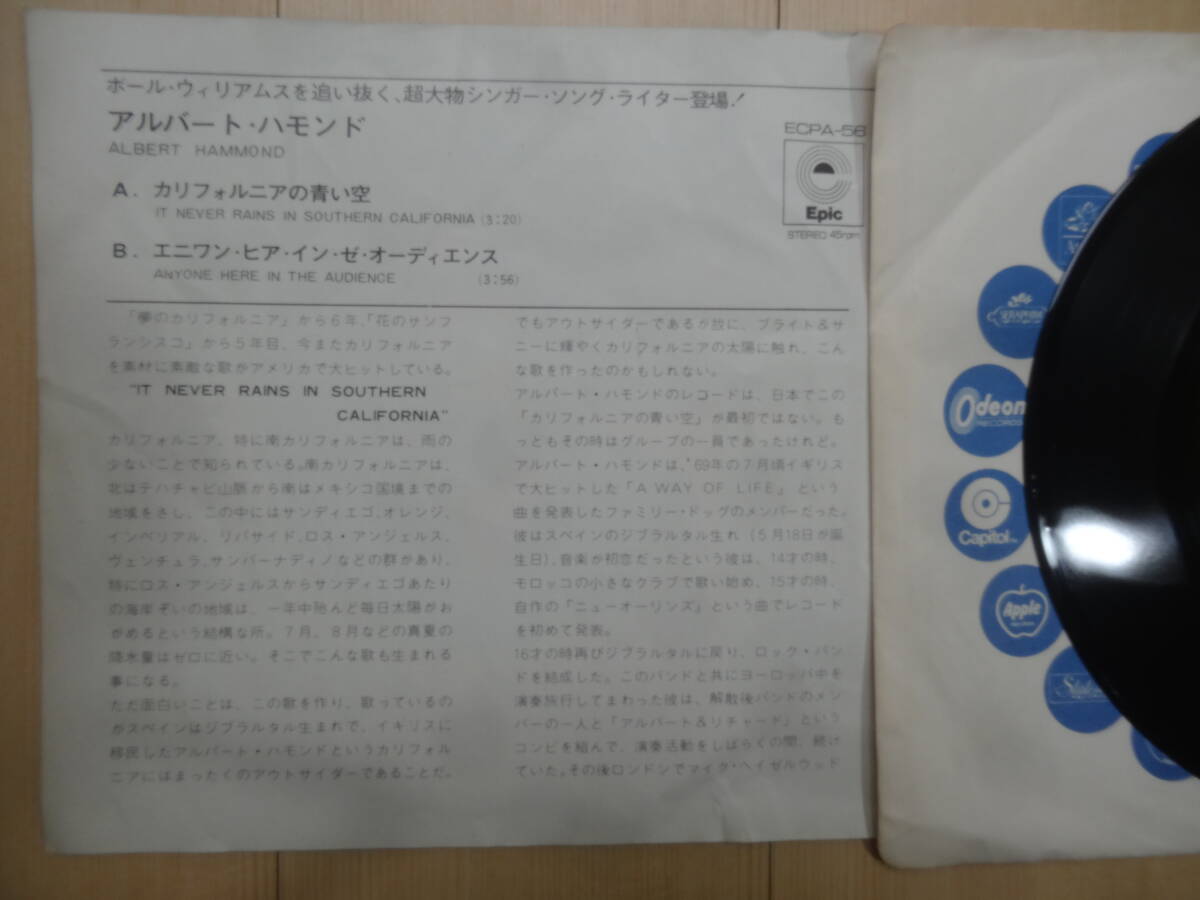 ポール・ウィリアムスを追い抜く、超大物シンガー・ソング・ライター登場!
アルバート・ハモンド
ALBERT HAMMOND
A. カリフォルニアの青い空
IT NEVER RAINS IN SOUTHERN CALIFORNIA (3:20)
B. エニワン・ヒア・イン・ゼ・オーディエンス
ANYONE HERE IN THE AUDIENCE (3:56)
ECPA-56
Epic
STEREO 45rpm
「夢のカリフォルニア」から6年、「花のサンフ
ランシスコ」から5年目、今またカリフォルニア
を素材に素敵な歌がアメリカで大ヒットしている。
"IT NEVER RAINS IN SOUTHERN
CALIFORNIA"
カリフォルニア、特に南カリフォルニアは、雨の
少ないことで知られている。南カリフォルニアは、
北はテハチャピ山脈から南はメキシコ国境までの
地域をさし、この中にはサンディエゴ、オレンジ、
インペリアル、リバサイド、ロス・アンジェルス、
ヴェンチュラ、サンバーナディノなどの群があり、
特にロス・アンジェルスからサンディエゴあたり
の海岸ぞいの地域は、一年中殆んど毎日太陽がお
がめるという結構な所。7月、8月などの真夏の
降水量はゼロに近い。そこでこんな歌も生まれる
事になる。
ただ面白いことは、この歌を作り、歌っているの
がスペインはジブラルタル生まれで、イギリスに
移民したアルバート・ハモンドというカリフォル
ニアにはまったくのアウトサイダーであることだ。
でもアウトサイダーであるが故に、ブライト&サ
ニーに輝やくカリフォルニアの太陽に触れ、こん
な歌を作ったのかもしれない。
アルバート・ハモンドのレコードは、日本でこの
「カリフォルニアの青い空」が最初ではない。も
っともその時はグループの一員であったけれど。
アルバート・ハモンドは、'69年の7月頃イギリス
で大ヒットした「A WAY OF LIFE」という
曲を発表したファミリー・ドッグのメンバーだった。
彼はスペインのジブラルタル生れ(5月18日が誕
生日)、音楽が初恋だったという彼は、14才の時、
モロッコの小さなクラブで歌い始め、15才の時、
自作の「ニューオーリンズ」という曲でレコード
を初めて発表。
16才の時再びジブラルタルに戻り、ロック・バン
ドを結成した。このバンドと共にヨーロッパ中を
演奏旅行してまわった彼は、解散後バンドのメン
バーの一人と「アルバート&リチャード」という
コンビを組んで、演奏活動をしばらくの間、続け
ていた。その後ロンドンでマイク・ヘイゼルウッド
SERAPHIM
Odeon
RECORDS
Capitol
Apple